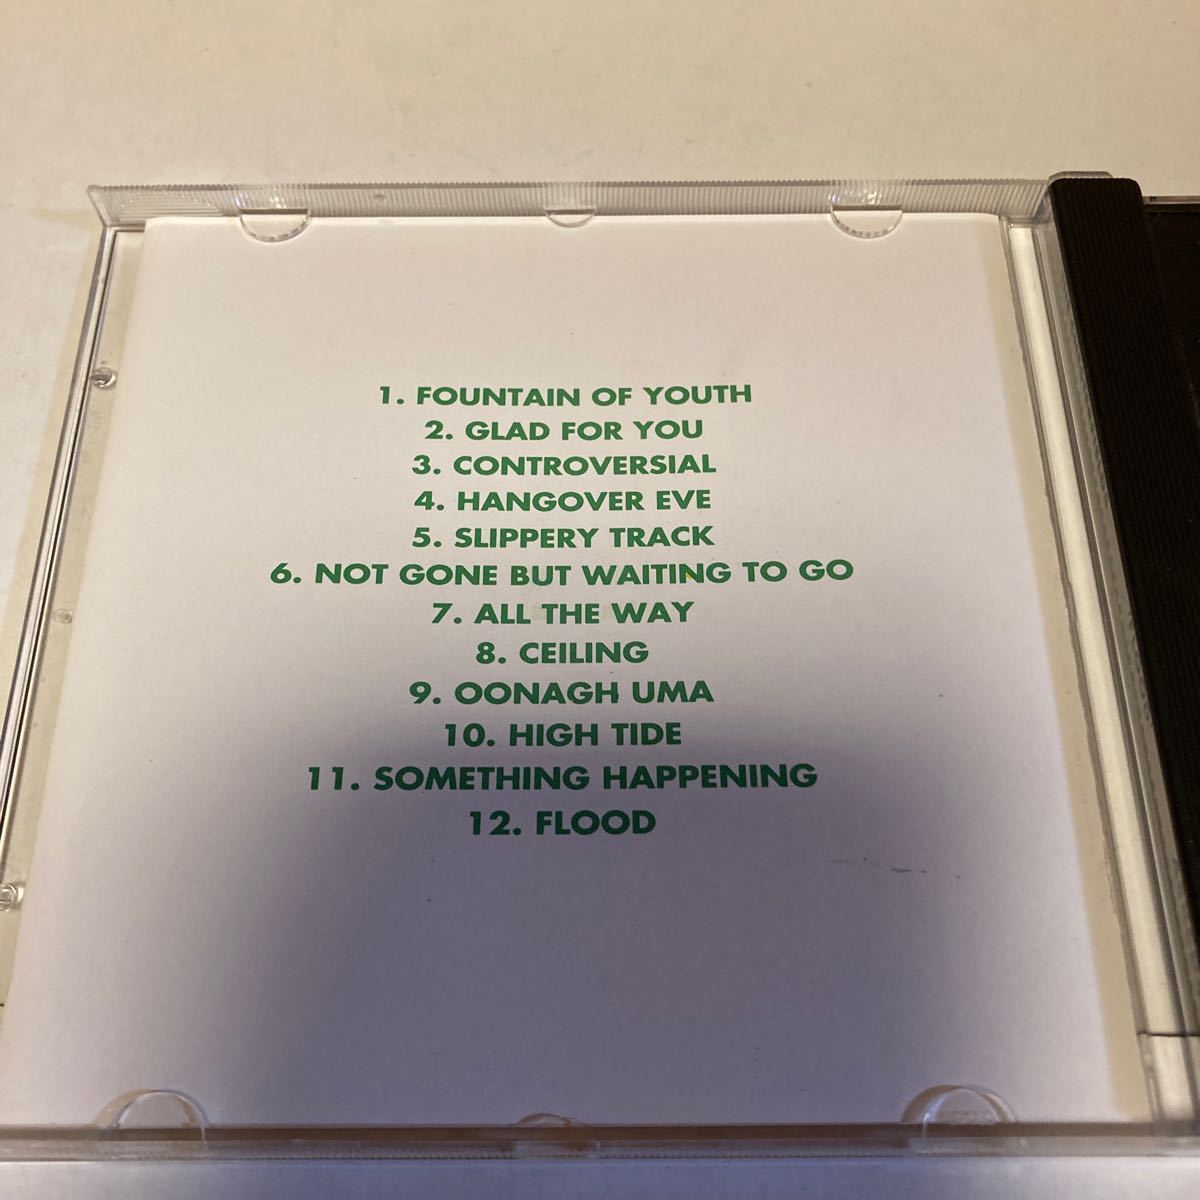 1. FOUNTAIN OF YOUTH
2. GLAD FOR YOU
3. CONTROVERSIAL
4. HANGOVER EVE
5. SLIPPERY TRACK
6. NOT GONE BUT WAITING TO GO
7. ALL THE WAY
8. CEILING
9. OONAGH UMA
10. HIGH TIDE
11. SOMETHING HAPPENING
12. FLOOD